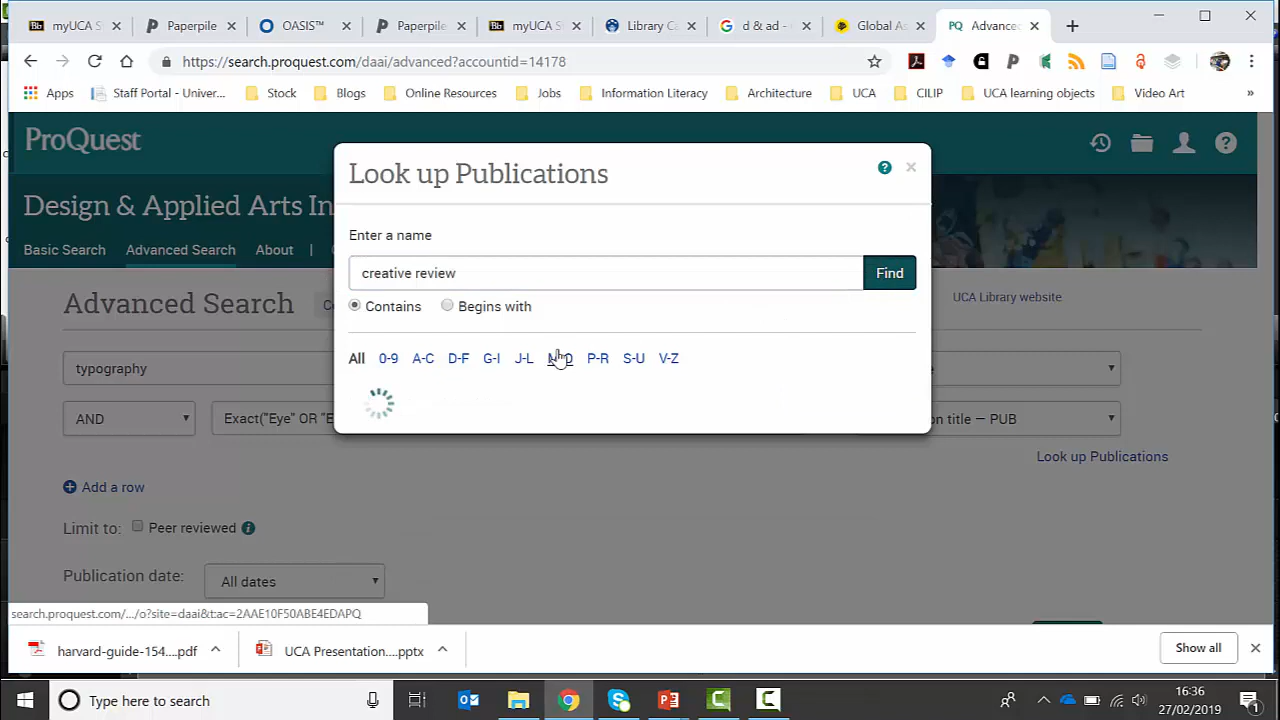 myUCA S
Paperpile
OASIS™
Paperpile
myUCA S
Library Ca
d & ad -
Global As
PQ Advanced
https://search.proquest.com/daai/advanced?accountid=14178
Apps
Staff Portal - Univer...
Stock
Blogs
Online Resources
Jobs
Information Literacy
Architecture
UCA
CILIP
UCA learning objects
Video Art
»
ProQuest
Look up Publications
Design & Applied Arts In
Enter a name
Basic Search
Advanced Search
About
creative review
Find
Advanced Search
UCA Library website
Contains
Begins with
typography
All 0-9 A-C D-F G-I J-L M-O P-R S-U V-Z
AND
Exact("Eye" OR "E
on title — PUB
Look up Publications
Add a row
Limit to:
Peer reviewed
Publication date:
All dates
search.proquest.com/.../o?site=daai&t:ac=2AAE10F50ABE4EDAPQ
harvard-guide-154....pdf
UCA Presentation....pptx
Show all
Type here to search
16:36
27/02/2019